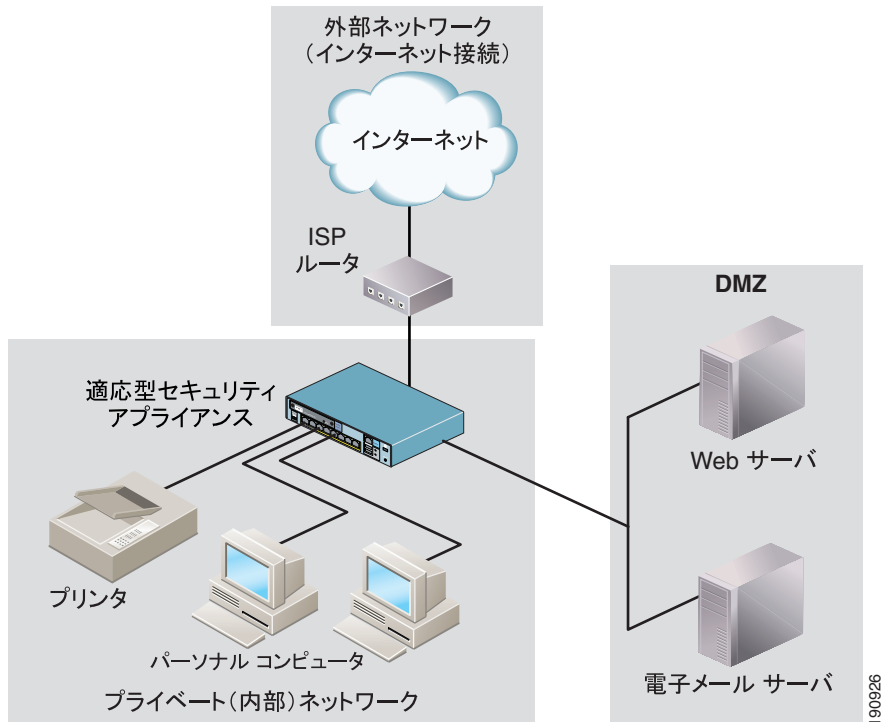 外部ネットワーク
（インターネット接続）
インターネット
ISP
ルータ
DMZ
適応型セキュリティ
アプライアンス
Web サーバ
プリンタ
パーソナル コンピュータ
プライベート（内部）ネットワーク
電子メール サーバ
190926